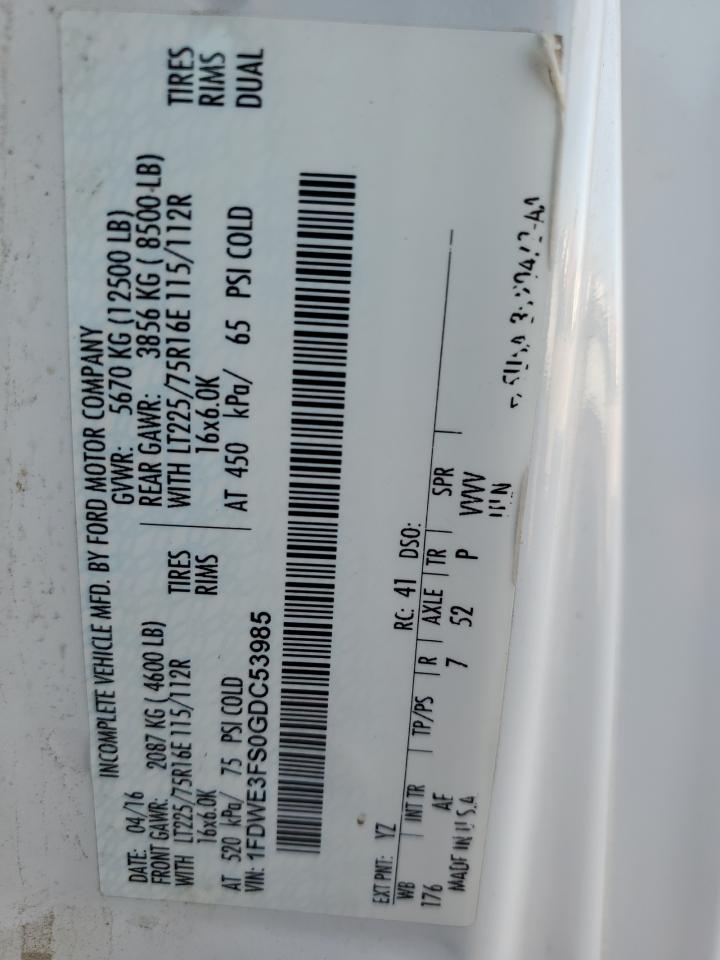 INCOMPLETE VEHICLE MFD. BY FORD MOTOR COMPANY
DATE: 04/16 GVWR: 5670 KG (12500 LB)
FRONT GAWR: 2087 KG ( 4600 LB) REAR GAWR: 3856 KG ( 8500 LB)
WITH LT225/75R16E 115/112R TIRES WITH LT225/75R16E 115/112R TIRES
16x6.0K RIMS 16x6.0K RIMS
AT 520 kPa/ 75 PSI COLD AT 450 kPa/ 65 PSI COLD DUAL
VIN: 1FDWE3FS0GDC53985
EXT PNT: YZ RC: 41 DSO:
WB INT TR TP/PS R AXLE TR SPR
176 AE 7 52 P VVVV
MADE IN U.S.A.